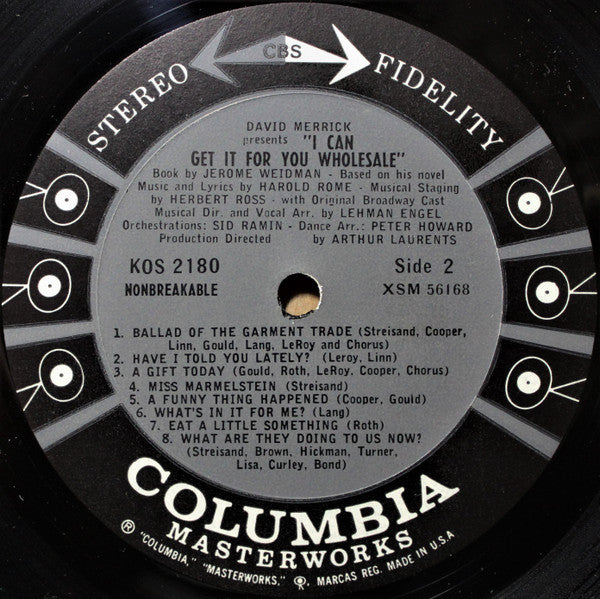 CBS
STEREO FIDELITY
DAVID MERRICK
presents "I CAN
GET IT FOR YOU WHOLESALE"
Book by JEROME WEIDMAN - Based on his novel
Music and Lyrics by HAROLD ROME - Musical Staging
by HERBERT ROSS - with Original Broadway Cast
Musical Dir. and Vocal Arr. by LEHMAN ENGEL
Orchestrations: SID RAMIN - Dance Arr.: PETER HOWARD
Production Directed by ARTHUR LAURENTS
KOS 2180 Side 2
NONBREAKABLE XSM 56168
1. BALLAD OF THE GARMENT TRADE (Streisand, Cooper,
Linn, Gould, Lang, LeRoy and Chorus)
2. HAVE I TOLD YOU LATELY? (Leroy, Linn)
3. A GIFT TODAY (Gould, Roth, LeRoy, Cooper, Chorus)
4. MISS MARMELSTEIN (Streisand)
5. A FUNNY THING HAPPENED (Cooper, Gould)
6. WHAT'S IN IT FOR ME? (Lang)
7. EAT A LITTLE SOMETHING (Roth)
8. WHAT ARE THEY DOING TO US NOW?
(Streisand, Brown, Hickman, Turner,
Lisa, Curley, Bond)
COLUMBIA
MASTERWORKS
® "COLUMBIA," "MASTERWORKS," MARCAS REG. MADE IN U.S.A